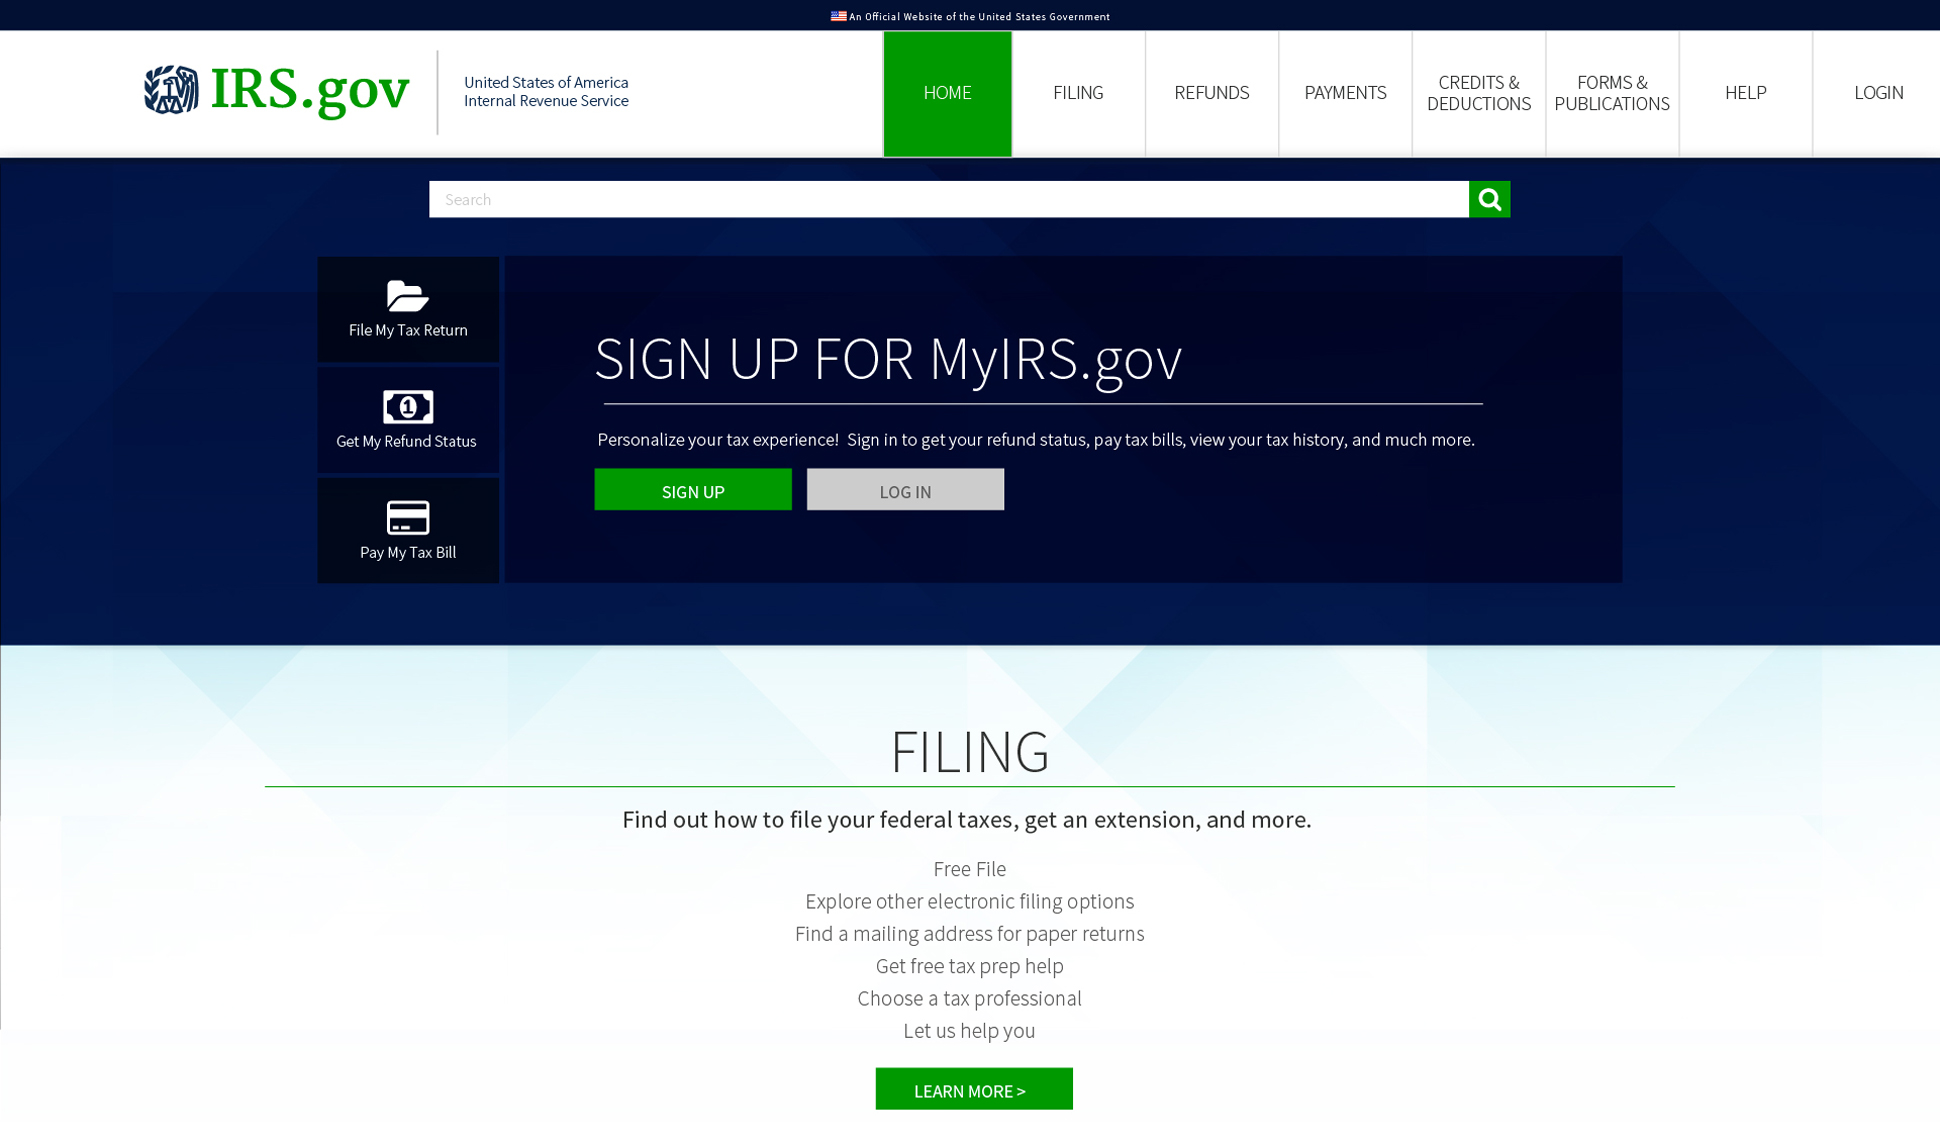 An Official Website of the United States Government
IRS.gov
United States of America
Internal Revenue Service
HOME
FILING
REFUNDS
PAYMENTS
CREDITS &
DEDUCTIONS
FORMS &
PUBLICATIONS
HELP
LOGIN
Search
File My Tax Return
Get My Refund Status
Pay My Tax Bill
SIGN UP FOR MyIRS.gov
Personalize your tax experience! Sign in to get your refund status, pay tax bills, view your tax history, and much more.
SIGN UP
LOG IN
FILING
Find out how to file your federal taxes, get an extension, and more.
Free File
Explore other electronic filing options
Find a mailing address for paper returns
Get free tax prep help
Choose a tax professional
Let us help you
LEARN MORE >